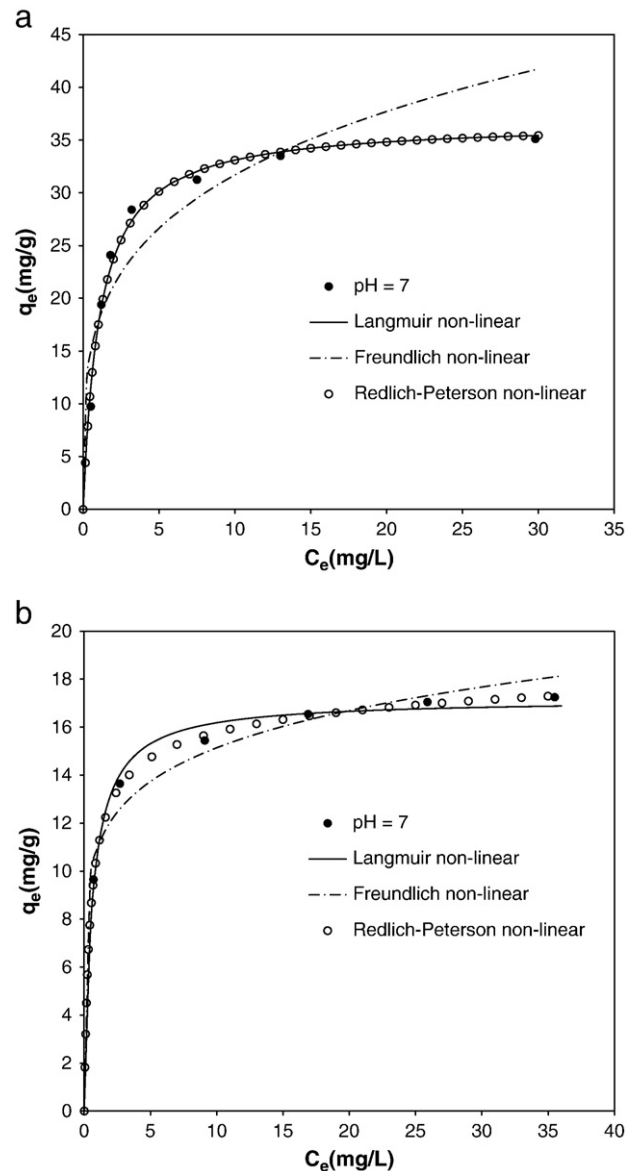 a
45
40
35
30
25
20
15
10
5
0
qe(mg/g)
pH = 7
Langmuir non-linear
Freundlich non-linear
Redlich-Peterson non-linear
0 5 10 15 20 25 30 35
Ce(mg/L)
b
20
18
16
14
12
10
8
6
4
2
0
qe(mg/g)
pH = 7
Langmuir non-linear
Freundlich non-linear
Redlich-Peterson non-linear
0 5 10 15 20 25 30 35 40
Ce(mg/L)